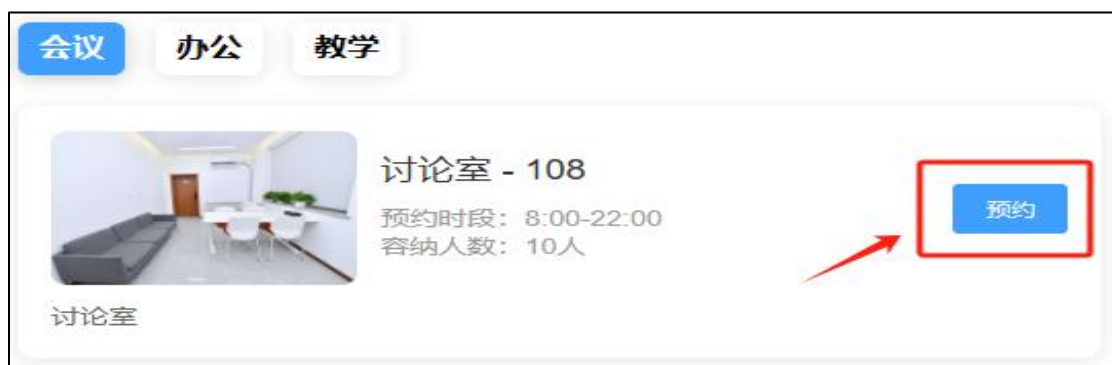 会议 办公 教学
讨论室 - 108
预约时段：8:00-22:00
容纳人数：10人
预约
讨论室